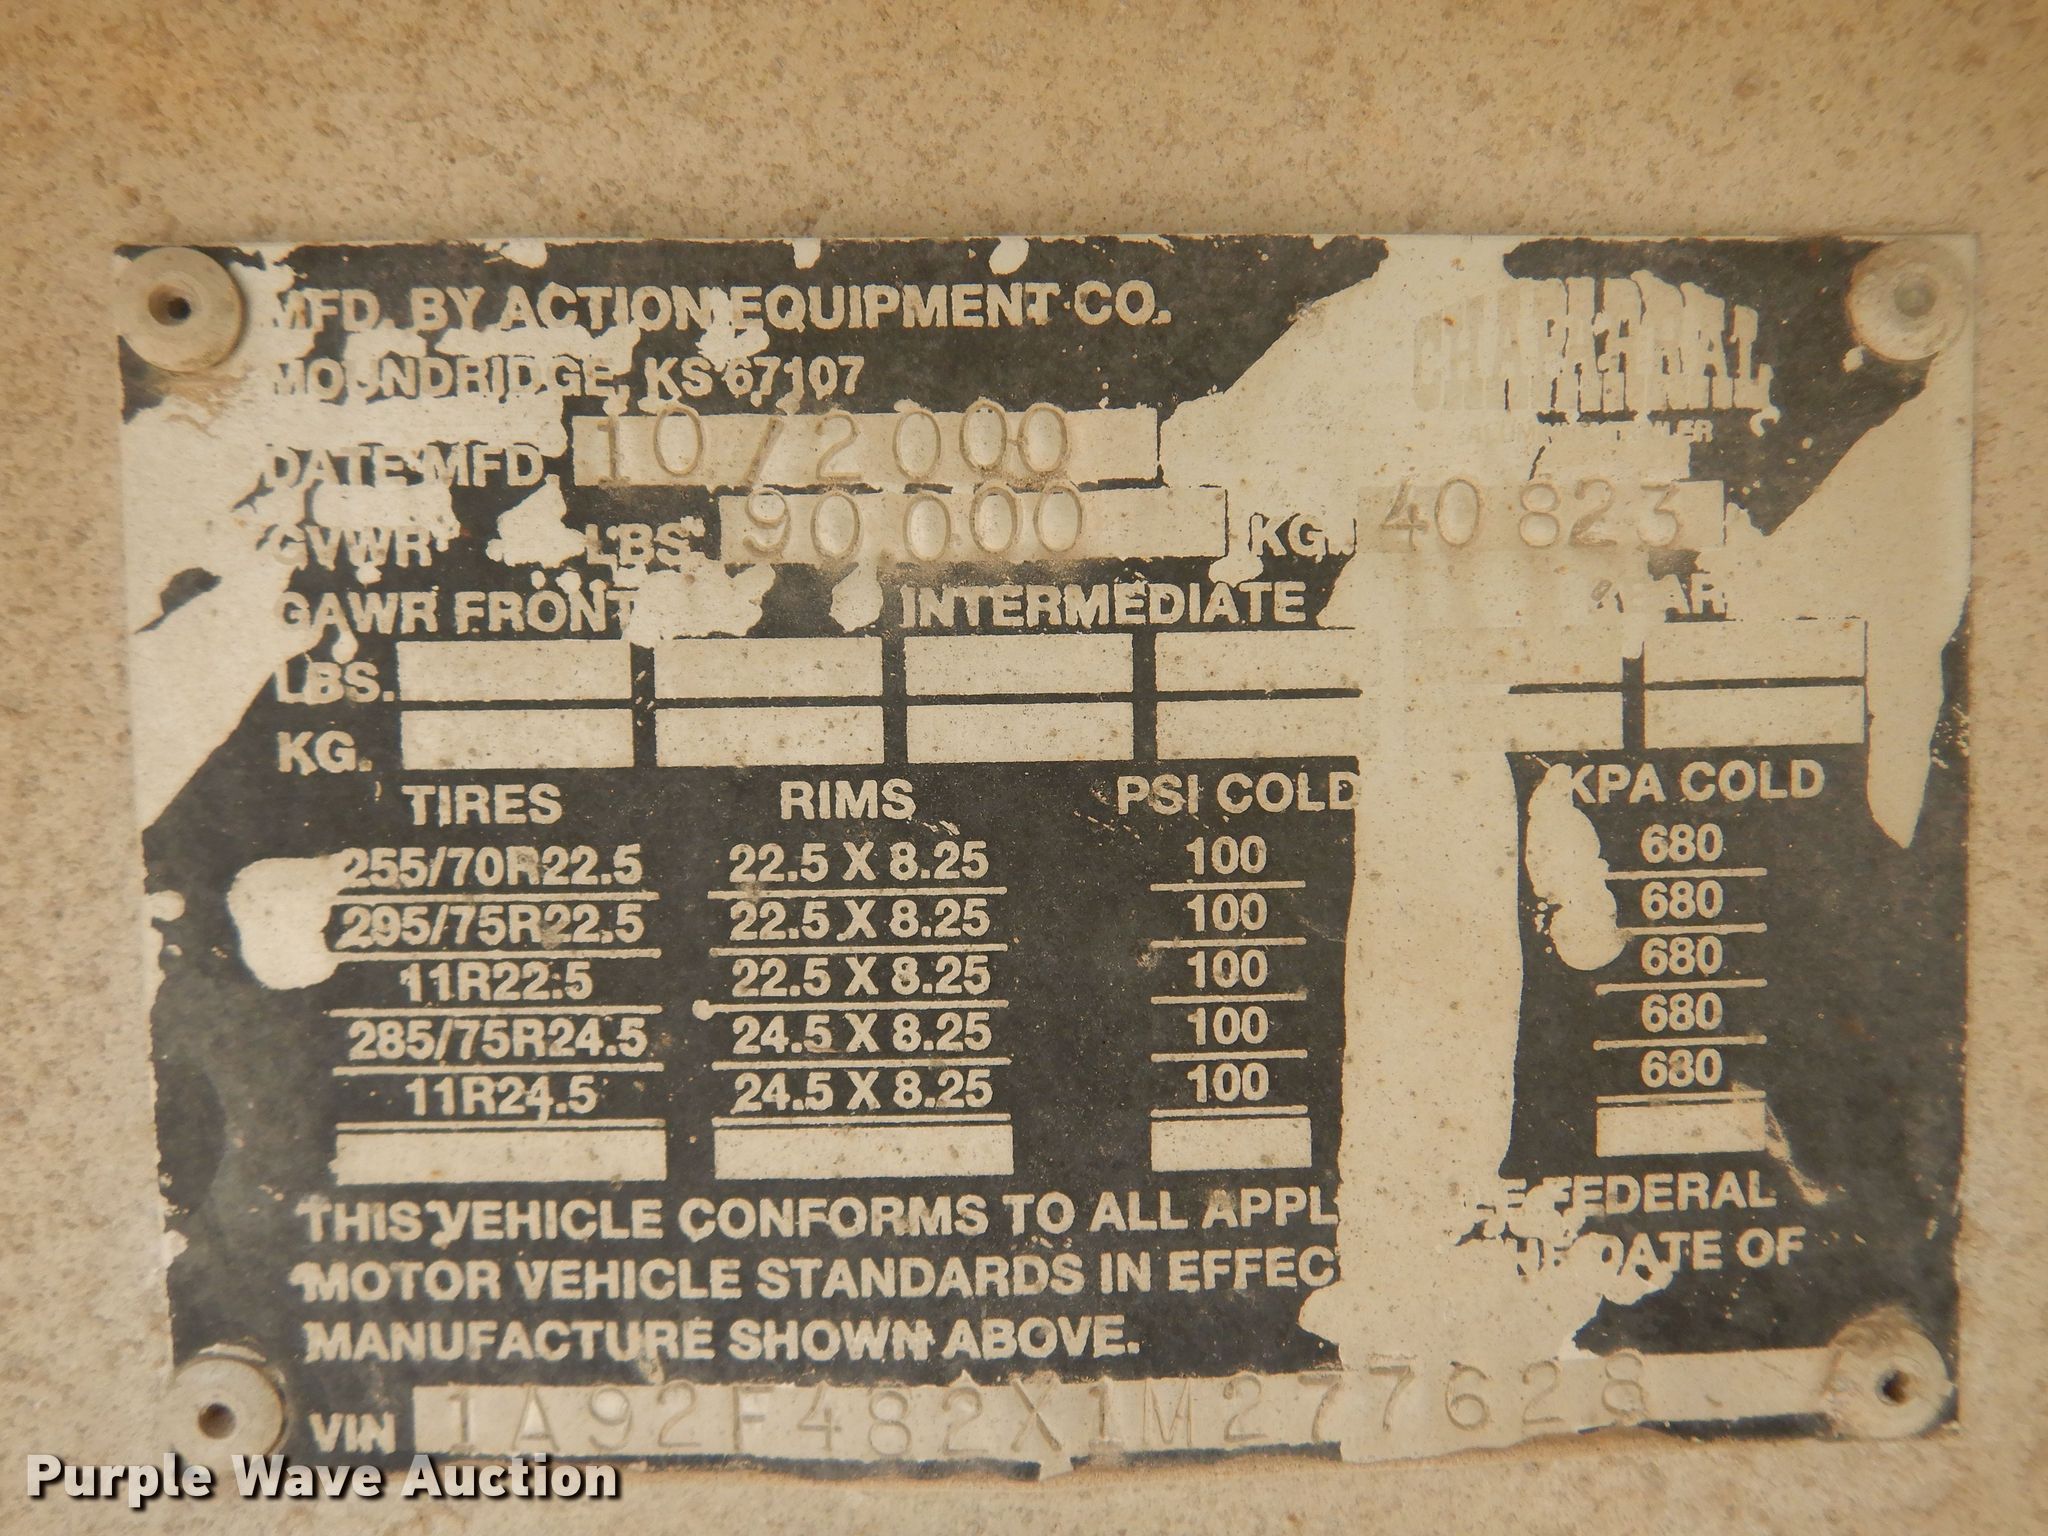 MFD. BY ACTION EQUIPMENT CO.
MOUNDRIDGE, KS 67107
CHAPARRAL
DATE MFD. 10/2000
GVWR LBS. 90000 KG. 40823
GAWR FRONT INTERMEDIATE REAR
LBS.
KG.
TIRES RIMS PSI COLD KPA COLD
255/70R22.5 22.5 X 8.25 100 680
295/75R22.5 22.5 X 8.25 100 680
11R22.5 22.5 X 8.25 100 680
285/75R24.5 24.5 X 8.25 100 680
11R24.5 24.5 X 8.25 100 680
THIS VEHICLE CONFORMS TO ALL FEDERAL
MOTOR VEHICLE STANDARDS IN DATE OF
MANUFACTURE SHOWN ABOVE.
VIN 1A92F482X1M277628
Purple Wave Auction